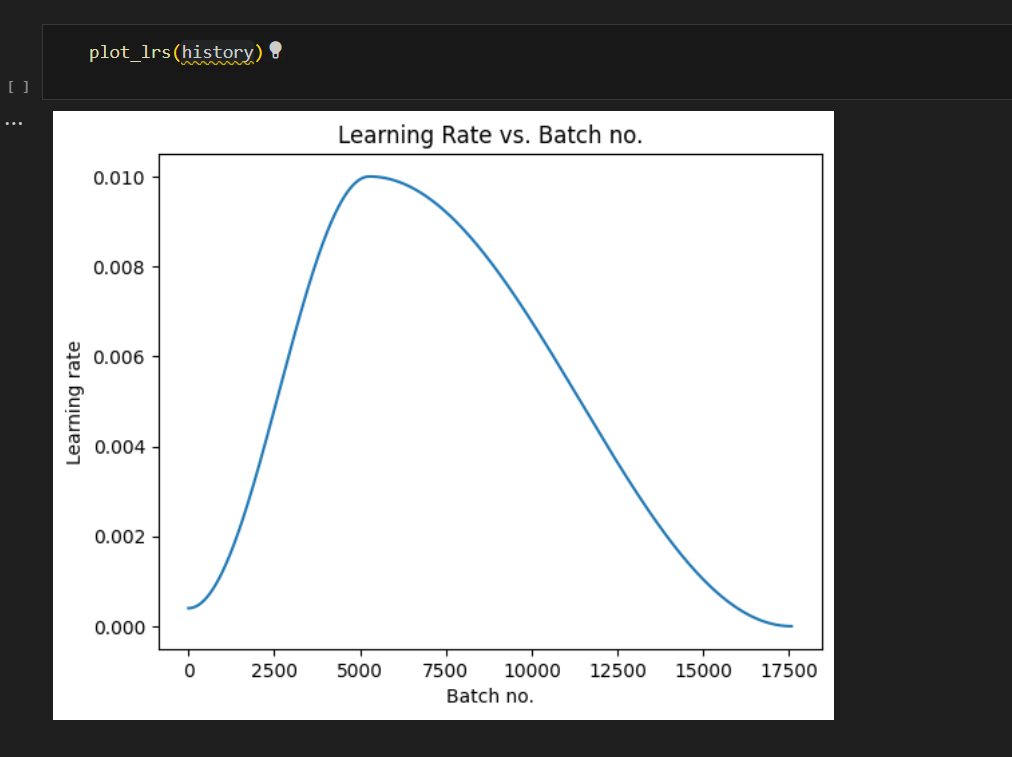 plot_lrs(history)
[ ]
...
Learning Rate vs. Batch no.
0.010
0.008
0.006
0.004
0.002
0.000
Learning rate
0 2500 5000 7500 10000 12500 15000 17500
Batch no.